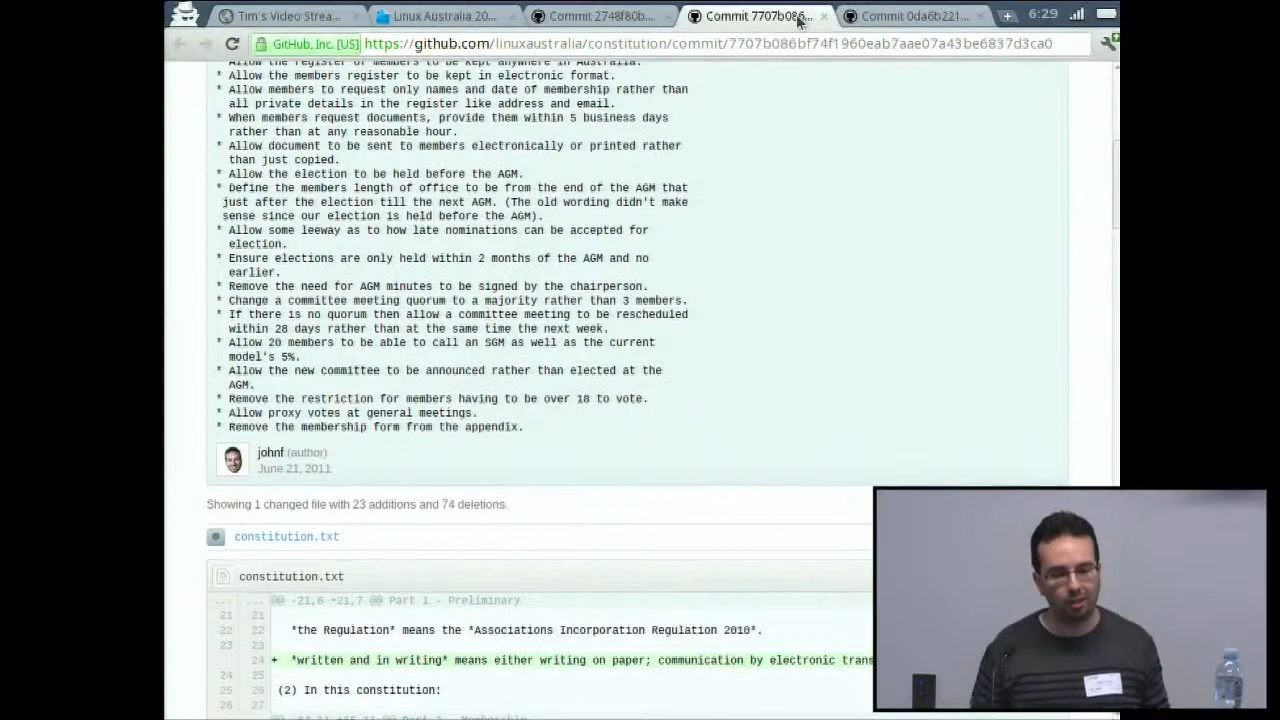 Tim's Video Strea...
Linux Australia 20...
Commit 2748f80b...
Commit 7707b086...
Commit 0da6b221...
6:29
GitHub, Inc. [US]
https://github.com/linuxaustralia/constitution/commit/7707b086bf74f1960eab7aae07a43be6837d3ca0
* Allow the register of members to be kept anywhere in Australia.
* Allow the members register to be kept in electronic format.
* Allow members to request only names and date of membership rather than
all private details in the register like address and email.
* When members request documents, provide them within 5 business days
rather than at any reasonable hour.
* Allow document to be sent to members electronically or printed rather
than just copied.
* Allow the election to be held before the AGM.
* Define the members length of office to be from the end of the AGM that
just after the election till the next AGM. (The old wording didn't make
sense since our election is held before the AGM).
* Allow some leeway as to how late nominations can be accepted for
election.
* Ensure elections are only held within 2 months of the AGM and no
earlier.
* Remove the need for AGM minutes to be signed by the chairperson.
* Change a committee meeting quorum to a majority rather than 3 members.
* If there is no quorum then allow a committee meeting to be rescheduled
within 28 days rather than at the same time the next week.
* Allow 20 members to be able to call an SGM as well as the current
model's 5%.
* Allow the new committee to be announced rather than elected at the
AGM.
* Remove the restriction for members having to be over 18 to vote.
* Allow proxy votes at general meetings.
* Remove the membership form from the appendix.
johnf (author)
June 21, 2011
Showing 1 changed file with 23 additions and 74 deletions.
constitution.txt
constitution.txt
... ... @@ -21,6 +21,7 @@ Part 1 - Preliminary
21 21
22 22 *the Regulation* means the *Associations Incorporation Regulation 2010*.
23 23
24 + *written and in writing* means either writing on paper; communication by electronic trans
24 25
25 26 (2) In this constitution:
26 27